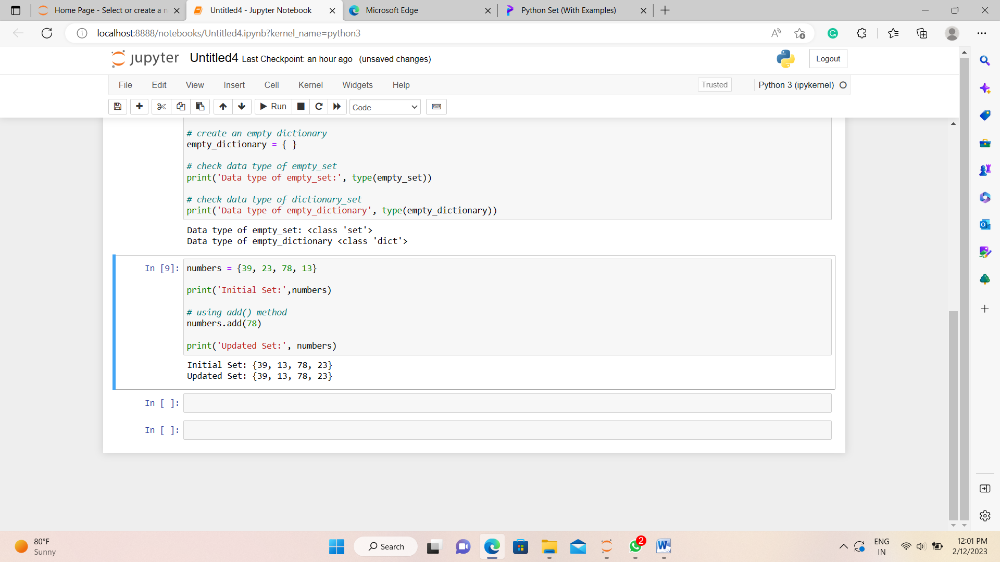 Home Page - Select or create a n
Untitled4 - Jupyter Notebook
Microsoft Edge
Python Set (With Examples)
localhost:8888/notebooks/Untitled4.ipynb?kernel_name=python3
jupyter Untitled4 Last Checkpoint: an hour ago (unsaved changes)
Logout
File Edit View Insert Cell Kernel Widgets Help
Trusted Python 3 (ipykernel)
Run Code
# create an empty dictionary
empty_dictionary = { }
# check data type of empty_set
print('Data type of empty_set:', type(empty_set))
# check data type of dictionary_set
print('Data type of empty_dictionary', type(empty_dictionary))
Data type of empty_set: <class 'set'>
Data type of empty_dictionary <class 'dict'>
In [9]: numbers = {39, 23, 78, 13}
print('Initial Set:',numbers)
# using add() method
numbers.add(78)
print('Updated Set:', numbers)
Initial Set: {39, 13, 78, 23}
Updated Set: {39, 13, 78, 23}
In [ ]:
In [ ]:
80°F
Sunny
Search
2
ENG
IN
12:01 PM
2/12/2023